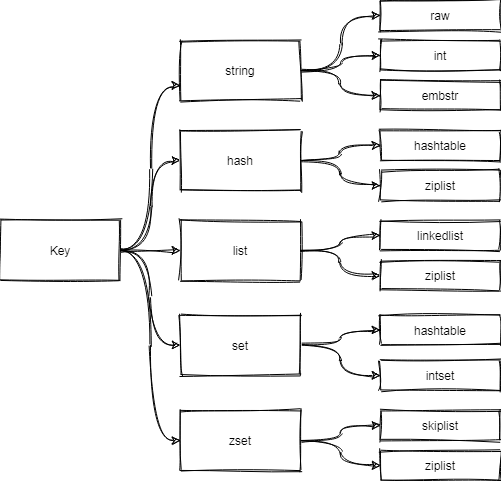 Key
string
raw
int
embstr
hash
hashtable
ziplist
list
linkedlist
ziplist
set
hashtable
intset
zset
skiplist
ziplist